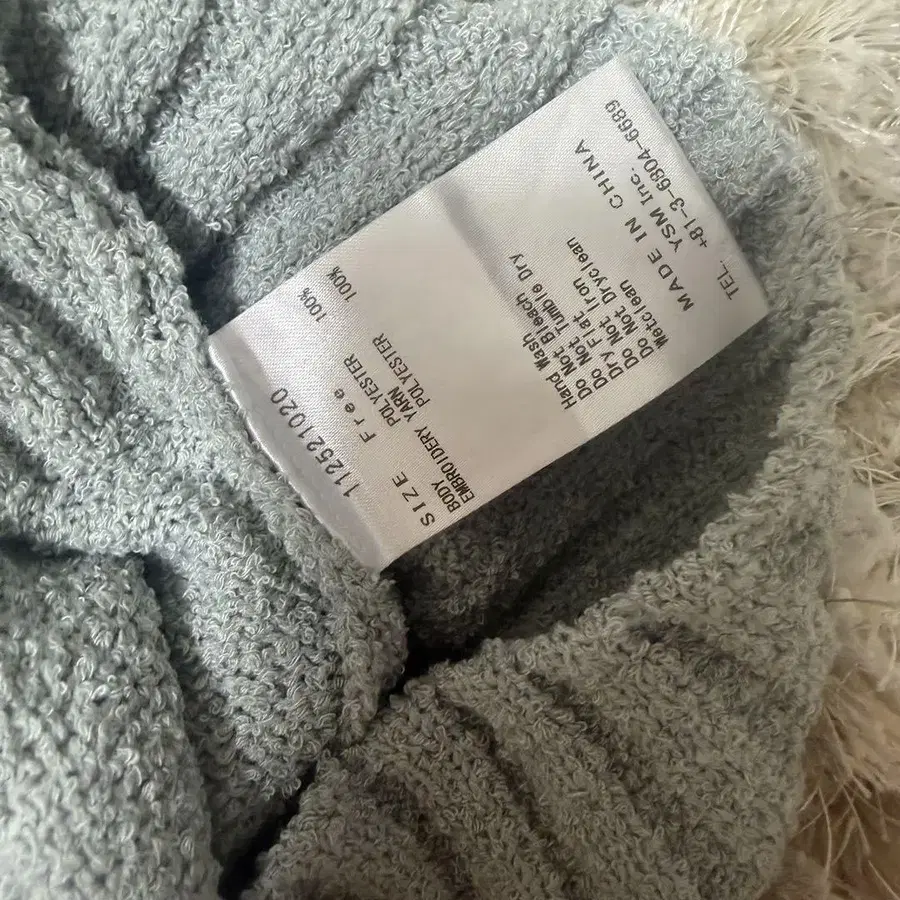 112521020
SIZE Free
BODY POLYESTER 100%
EMBROIDERY YARN
POLYESTER 100%
Hand Wash
Do Not Bleach
Do Not Tumble Dry
Dry Flat
Do Not Iron
Do Not Dryclean
Wetclean
MADE IN CHINA
YSM Inc.
TEL. +81-3-6804-6689